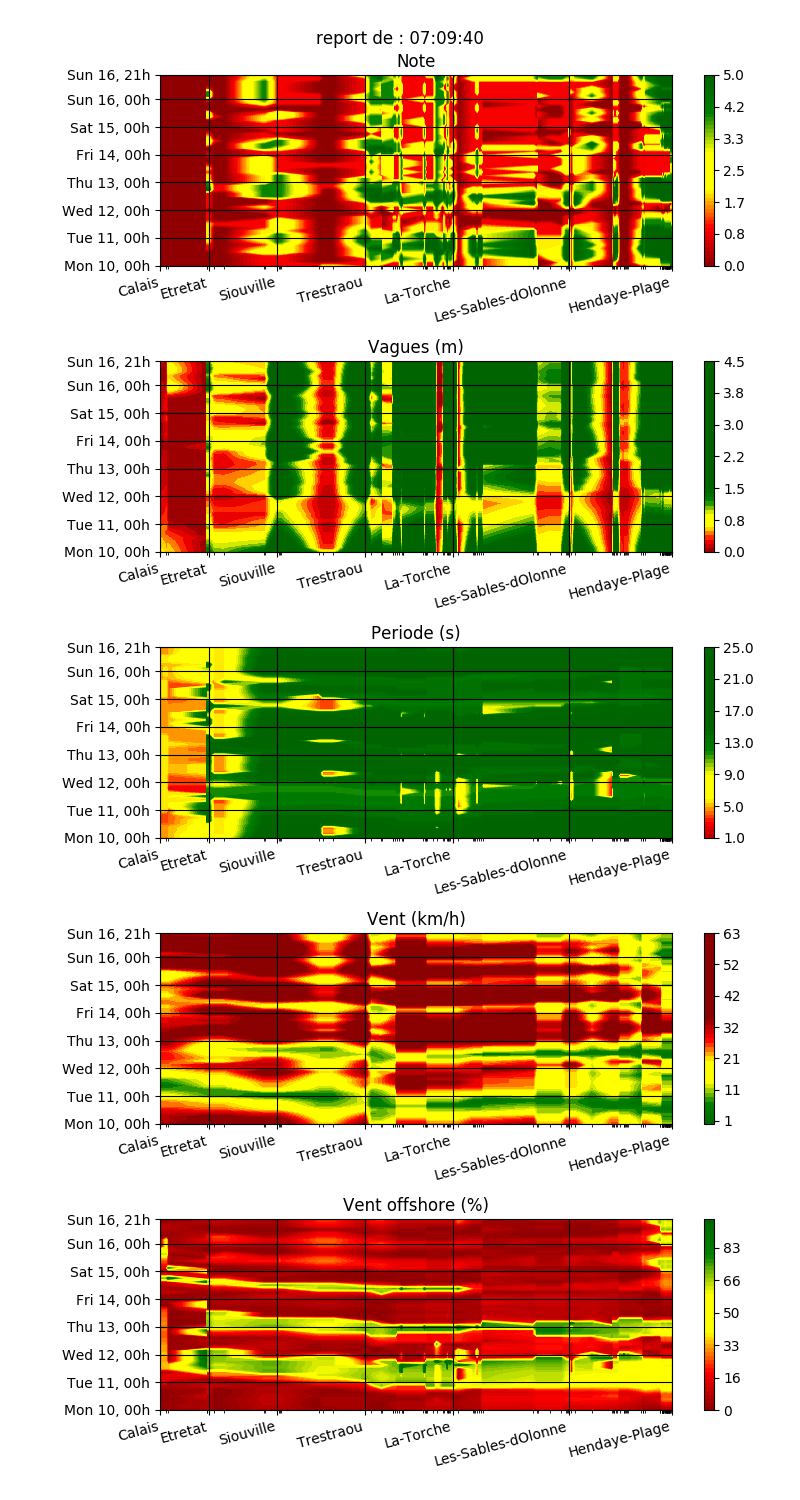 report de : 07:09:40
Note
Sun 16, 21h
Sun 16, 00h
Sat 15, 00h
Fri 14, 00h
Thu 13, 00h
Wed 12, 00h
Tue 11, 00h
Mon 10, 00h
Calais
Etretat
Siouville
Trestraou
La-Torche
Les-Sables-dOlonne
Hendaye-Plage
5.0
4.2
3.3
2.5
1.7
0.8
0.0
Vagues (m)
Sun 16, 21h
Sun 16, 00h
Sat 15, 00h
Fri 14, 00h
Thu 13, 00h
Wed 12, 00h
Tue 11, 00h
Mon 10, 00h
Calais
Etretat
Siouville
Trestraou
La-Torche
Les-Sables-dOlonne
Hendaye-Plage
4.5
3.8
3.0
2.2
1.5
0.8
0.0
Periode (s)
Sun 16, 21h
Sun 16, 00h
Sat 15, 00h
Fri 14, 00h
Thu 13, 00h
Wed 12, 00h
Tue 11, 00h
Mon 10, 00h
Calais
Etretat
Siouville
Trestraou
La-Torche
Les-Sables-dOlonne
Hendaye-Plage
25.0
21.0
17.0
13.0
9.0
5.0
1.0
Vent (km/h)
Sun 16, 21h
Sun 16, 00h
Sat 15, 00h
Fri 14, 00h
Thu 13, 00h
Wed 12, 00h
Tue 11, 00h
Mon 10, 00h
Calais
Etretat
Siouville
Trestraou
La-Torche
Les-Sables-dOlonne
Hendaye-Plage
63
52
42
32
21
11
1
Vent offshore (%)
Sun 16, 21h
Sun 16, 00h
Sat 15, 00h
Fri 14, 00h
Thu 13, 00h
Wed 12, 00h
Tue 11, 00h
Mon 10, 00h
Calais
Etretat
Siouville
Trestraou
La-Torche
Les-Sables-dOlonne
Hendaye-Plage
83
66
50
33
16
0